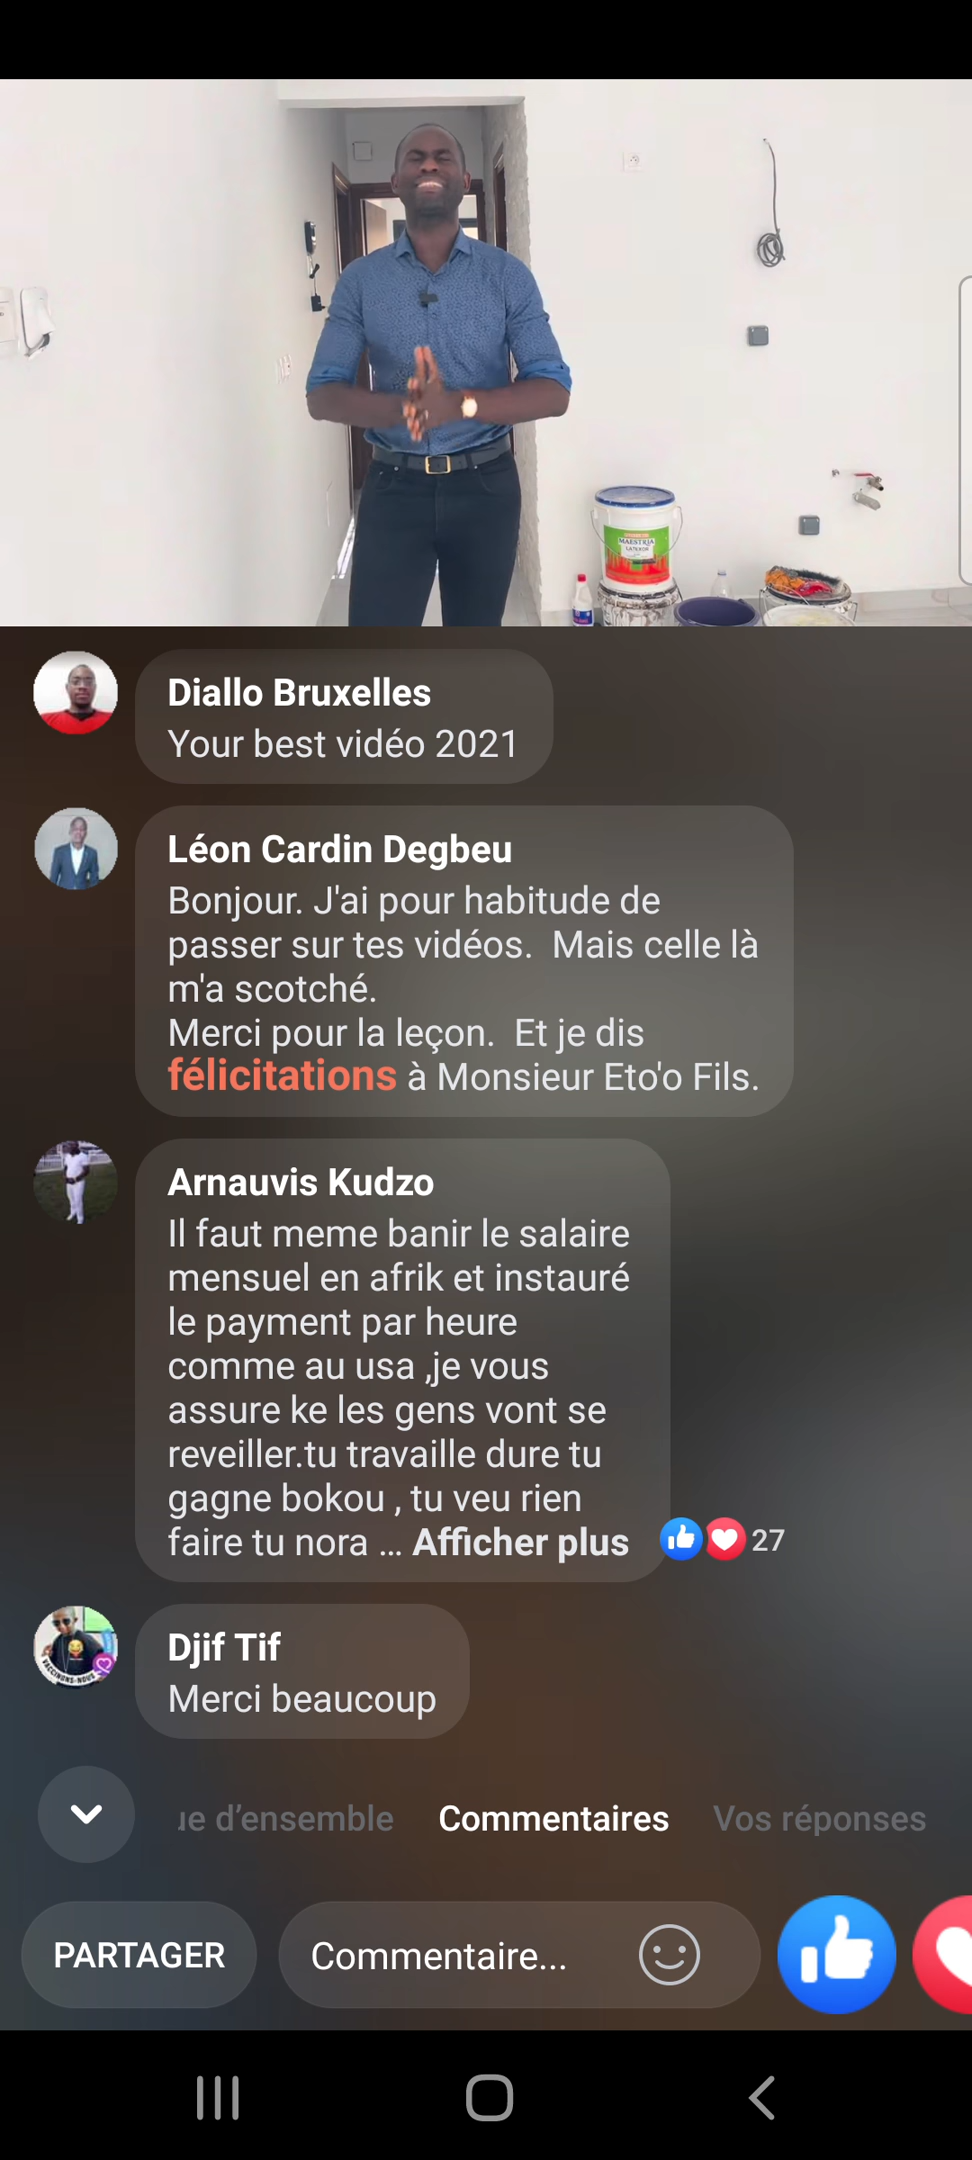 MAESTRIA
Diallo Bruxelles
Your best vidéo 2021
Léon Cardin Degbeu
Bonjour. J'ai pour habitude de
passer sur tes vidéos.  Mais celle là
m'a scotché.
Merci pour la leçon.  Et je dis
félicitations à Monsieur Eto'o Fils.
Arnauvis Kudzo
Il faut meme banir le salaire
mensuel en afrik et instauré
le payment par heure
comme au usa ,je vous
assure ke les gens vont se
reveiller.tu travaille dure tu
gagne bokou , tu veu rien
faire tu nora ... Afficher plus
27
VACCINONS-NOUS
Djif Tif
Merci beaucoup
ue d'ensemble
Commentaires
Vos réponses
PARTAGER
Commentaire...